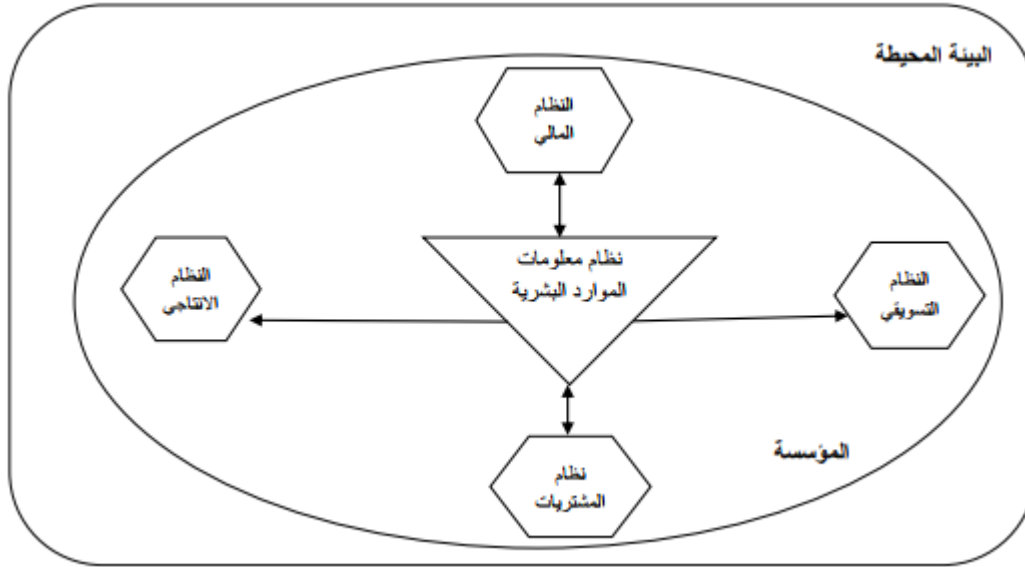 البيئة المحيطة
النظام
المالي
نظام معلومات
الموارد البشرية
النظام
التسويقي
النظام
الانتاجي
المؤسسة
نظام
المشتريات